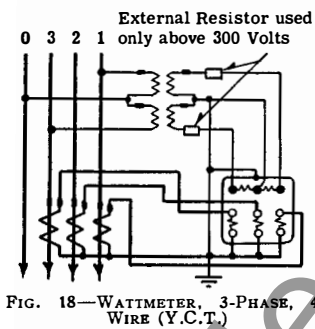 External Resistor used
0 3 2 1 only above 300 Volts
FIG. 18—WATTMETER, 3-PHASE, 4
WIRE (Y.C.T.)